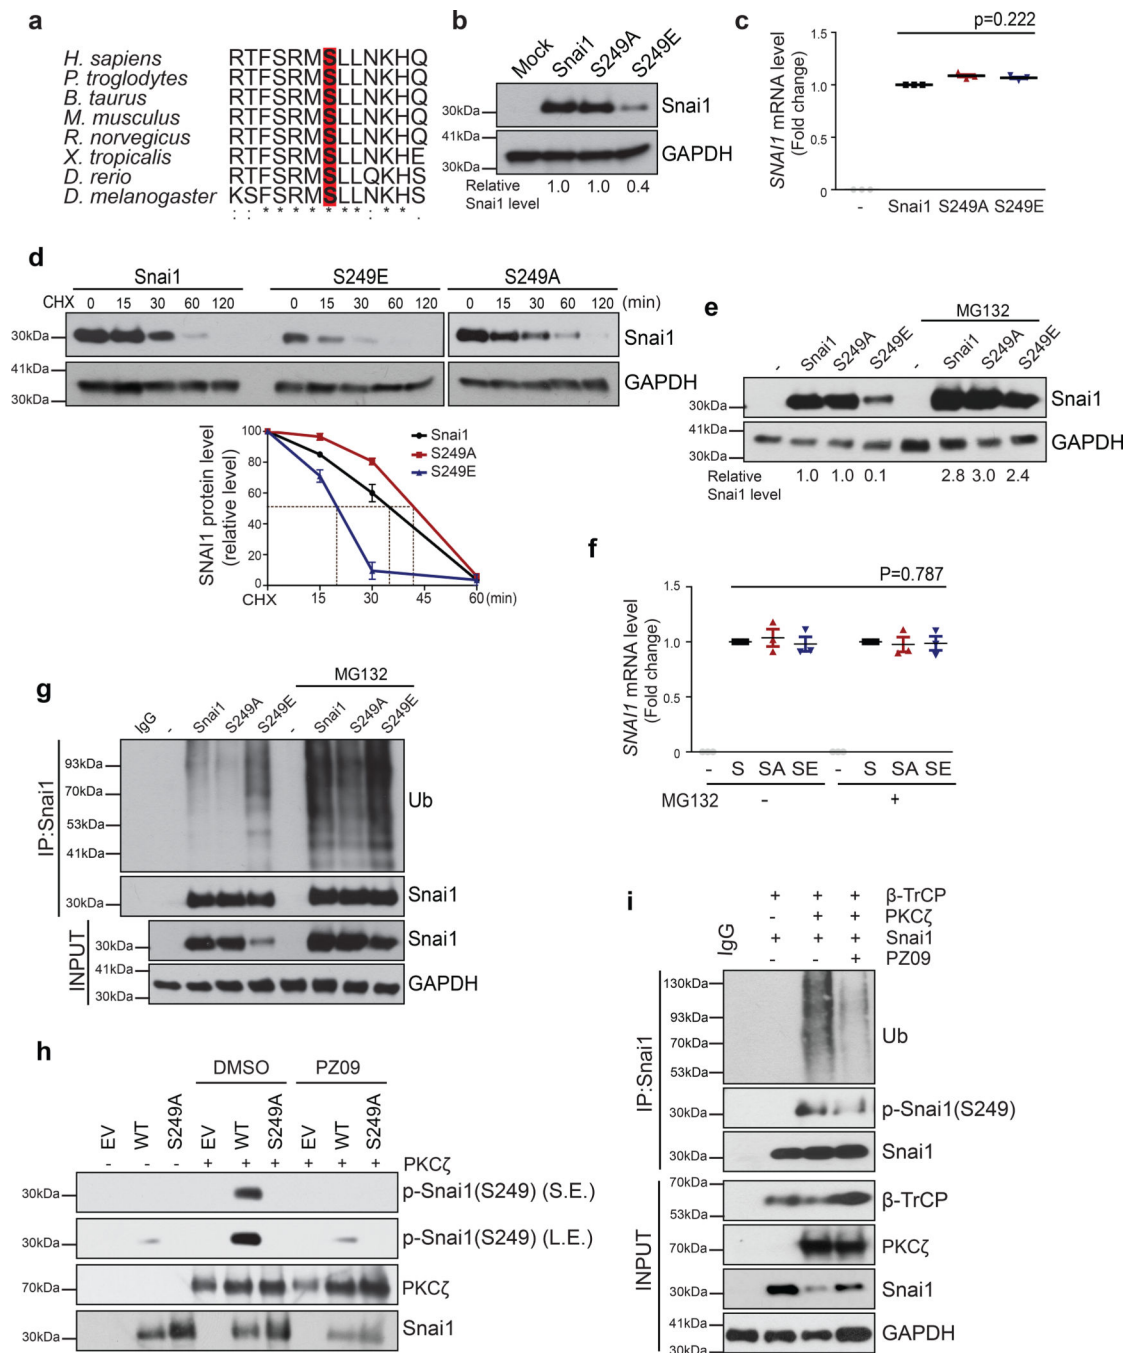 a
H. sapiens RTFSRMSLLNKHQ
P. troglodytes RTFSRMSLLNKHQ
B. taurus RTFSRMSLLNKHQ
M. musculus RTFSRMSLLNKHQ
R. norvegicus RTFSRMSLLNKHQ
X. tropicalis RTFSRMSLLNKHE
D. rerio RTFSRMSLLQKHS
D. melanogaster KSFSRMSLLNKHS
: : * * * * * * * : * * .
b
Mock Snai1 S249A S249E
30kDa Snai1
41kDa
30kDa GAPDH
Relative Snai1 level 1.0 1.0 0.4
c
p=0.222
SNAI1 mRNA level (Fold change)
1.5
1.0
0.5
0
- Snai1 S249A S249E
d
Snai1 S249E S249A
CHX 0 15 30 60 120 0 15 30 60 120 0 15 30 60 120 (min)
30kDa Snai1
41kDa
30kDa GAPDH
SNAI1 protein level (relative level)
100
80
60
40
20
0
Snai1
S249A
S249E
CHX 15 30 45 60 (min)
e
MG132
- Snai1 S249A S249E - Snai1 S249A S249E
30kDa Snai1
41kDa
30kDa GAPDH
Relative Snai1 level 1.0 1.0 0.1 2.8 3.0 2.4
f
P=0.787
SNAI1 mRNA level (Fold change)
1.5
1.0
0.5
0
- S SA SE - S SA SE
MG132 - +
g
MG132
IgG - Snai1 S249A S249E - Snai1 S249A S249E
IP:Snai1
93kDa
70kDa
53kDa
41kDa
Ub
30kDa Snai1
INPUT
30kDa Snai1
41kDa
30kDa GAPDH
h
DMSO PZ09
EV WT S249A EV WT S249A EV WT S249A
- - - + + + + + + PKCζ
30kDa p-Snai1(S249) (S.E.)
30kDa p-Snai1(S249) (L.E.)
70kDa PKCζ
30kDa Snai1
i
IgG
+ + + β-TrCP
- + + PKCζ
+ + + Snai1
- - + PZ09
IP:Snai1
130kDa
93kDa
70kDa
53kDa
Ub
30kDa p-Snai1(S249)
30kDa Snai1
INPUT
70kDa
53kDa β-TrCP
70kDa PKCζ
30kDa Snai1
41kDa
30kDa GAPDH